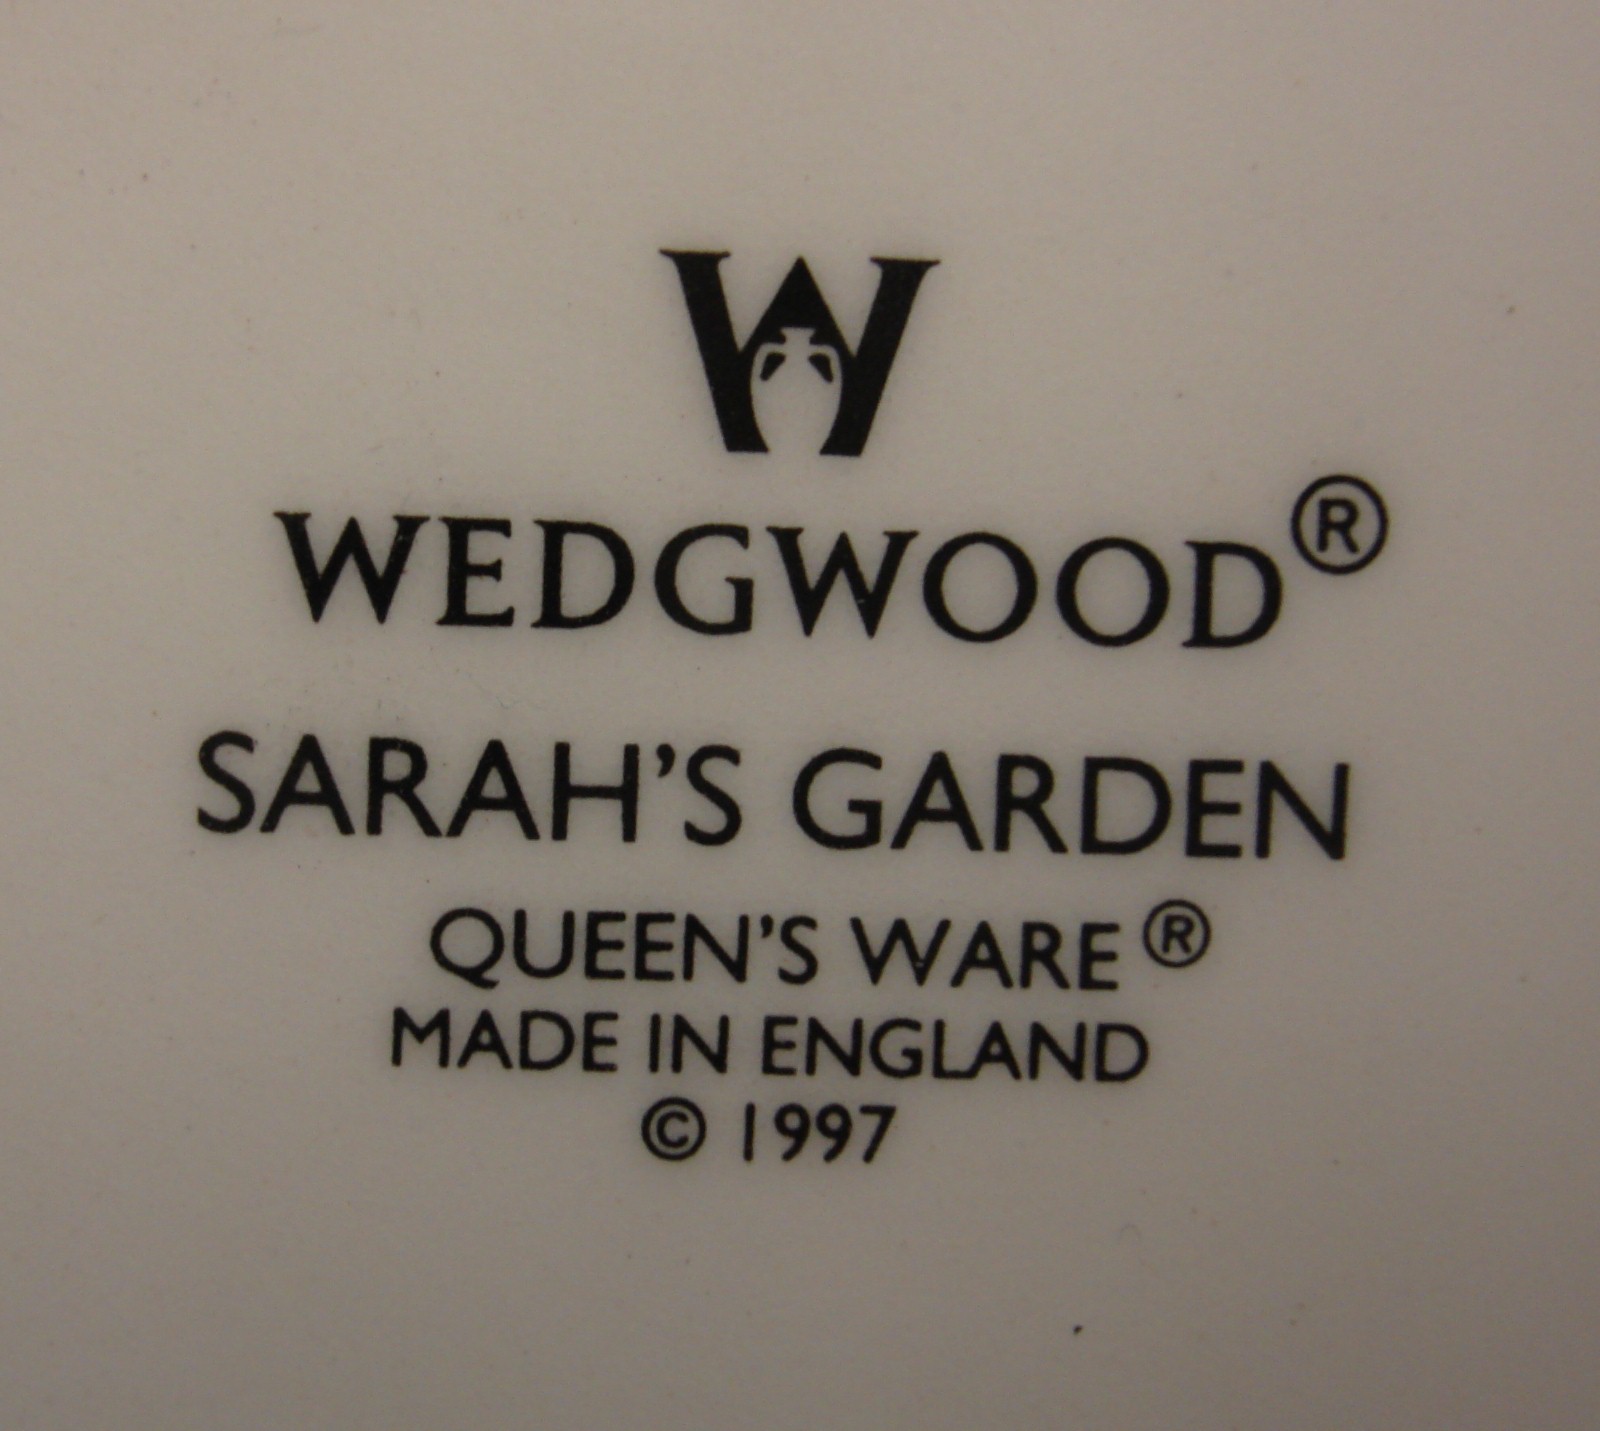 W
WEDGWOOD®
SARAH'S GARDEN
QUEEN'S WARE®
MADE IN ENGLAND
© 1997